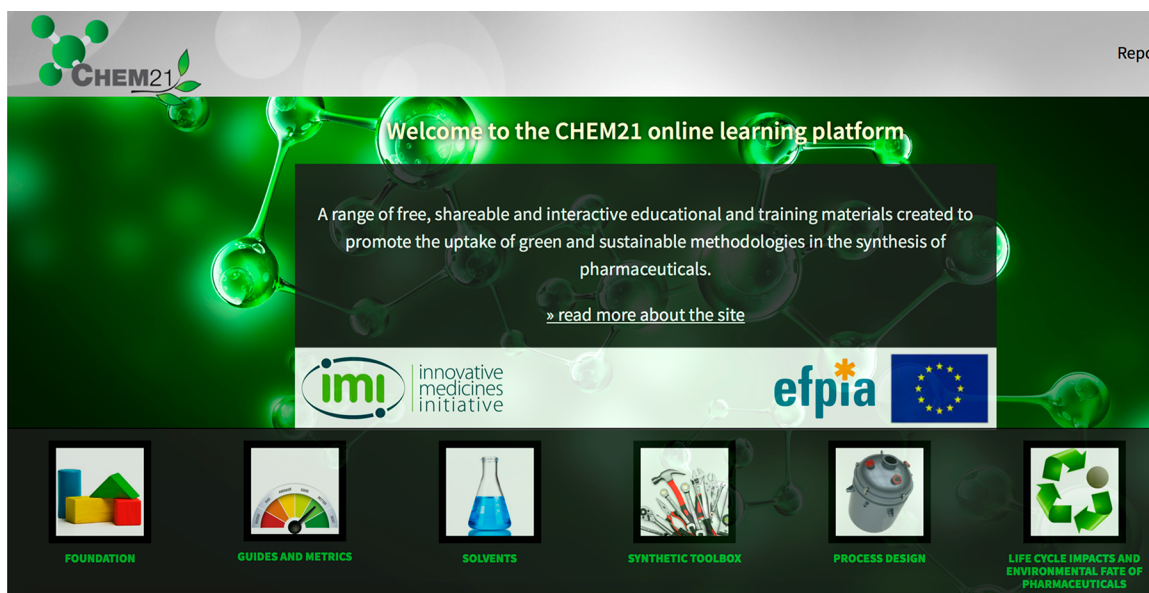 CHEM21
Repo
Welcome to the CHEM21 online learning platform
A range of free, shareable and interactive educational and training materials created to
promote the uptake of green and sustainable methodologies in the synthesis of
pharmaceuticals.
» read more about the site
imi
innovative
medicines
initiative
efpia
FOUNDATION
GUIDES AND METRICS
SOLVENTS
SYNTHETIC TOOLBOX
PROCESS DESIGN
LIFE CYCLE IMPACTS AND
ENVIRONMENTAL FATE OF
PHARMACEUTICALS